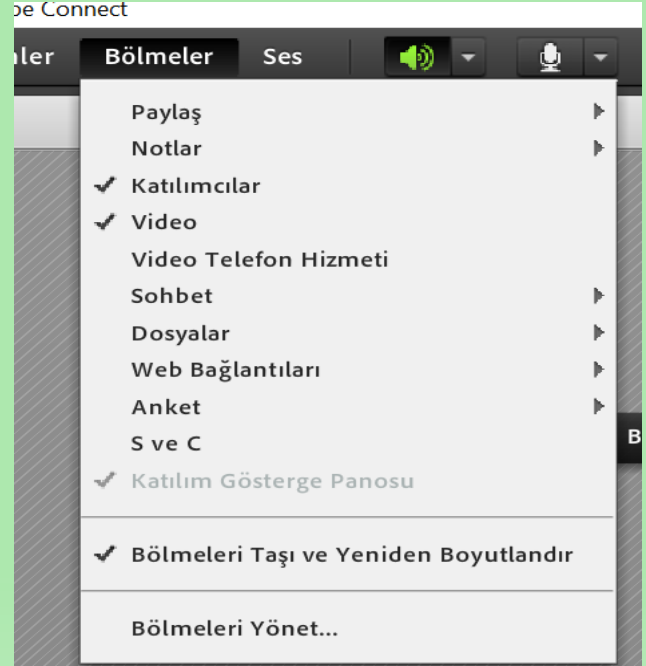 be Connect
ler Bölmeler Ses
Paylaş
Notlar
Katılımcılar
Video
Video Telefon Hizmeti
Sohbet
Dosyalar
Web Bağlantıları
Anket
S ve C
B
Katılım Gösterge Panosu
Bölmeleri Taşı ve Yeniden Boyutlandır
Bölmeleri Yönet...